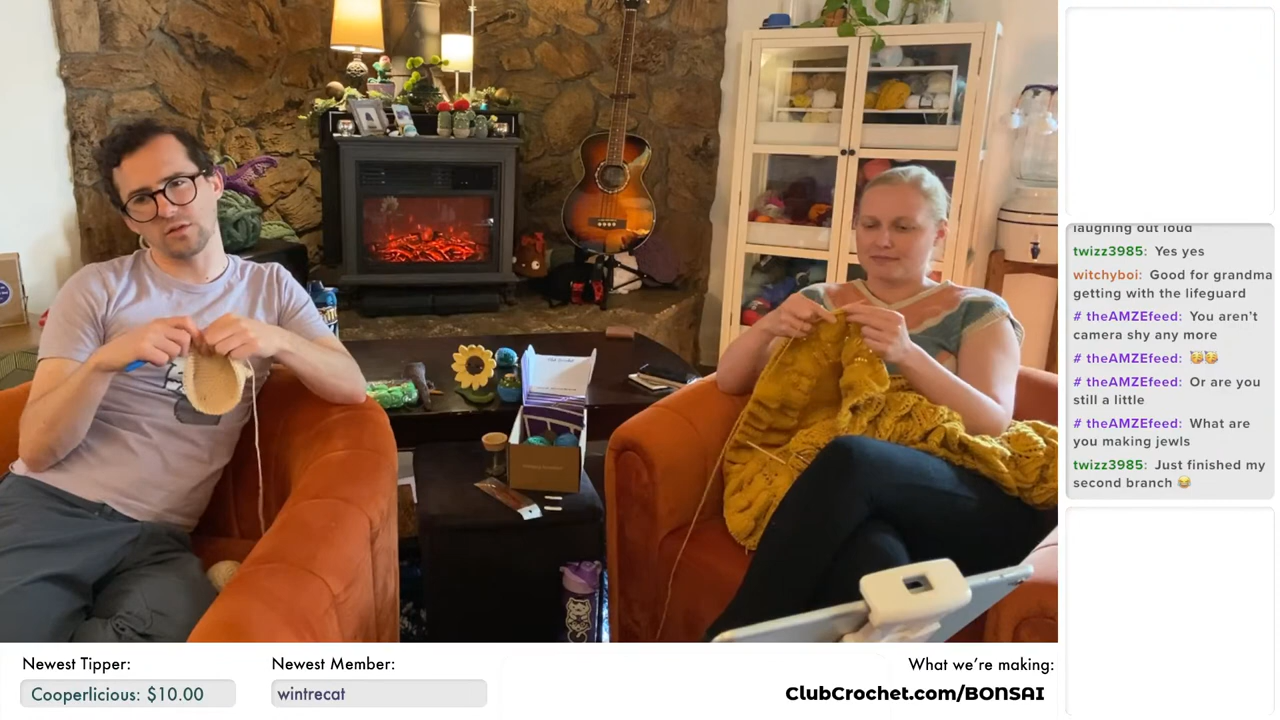 laughing out loud
twizz3985: Yes yes
witchyboi: Good for grandma
getting with the lifeguard
# theAMZEfeed: You aren't
camera shy any more
# theAMZEfeed: 🥳🥳
# theAMZEfeed: Or are you
still a little
# theAMZEfeed: What are
you making jewls
twizz3985: Just finished my
second branch 😂
Newest Tipper:
Cooperlicious: $10.00
Newest Member:
wintrecat
What we're making:
ClubCrochet.com/BONSAI